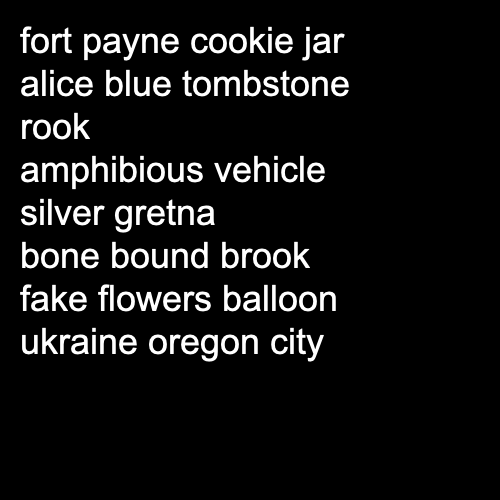 fort payne cookie jar
alice blue tombstone
rook
amphibious vehicle
silver gretna
bone bound brook
fake flowers balloon
ukraine oregon city